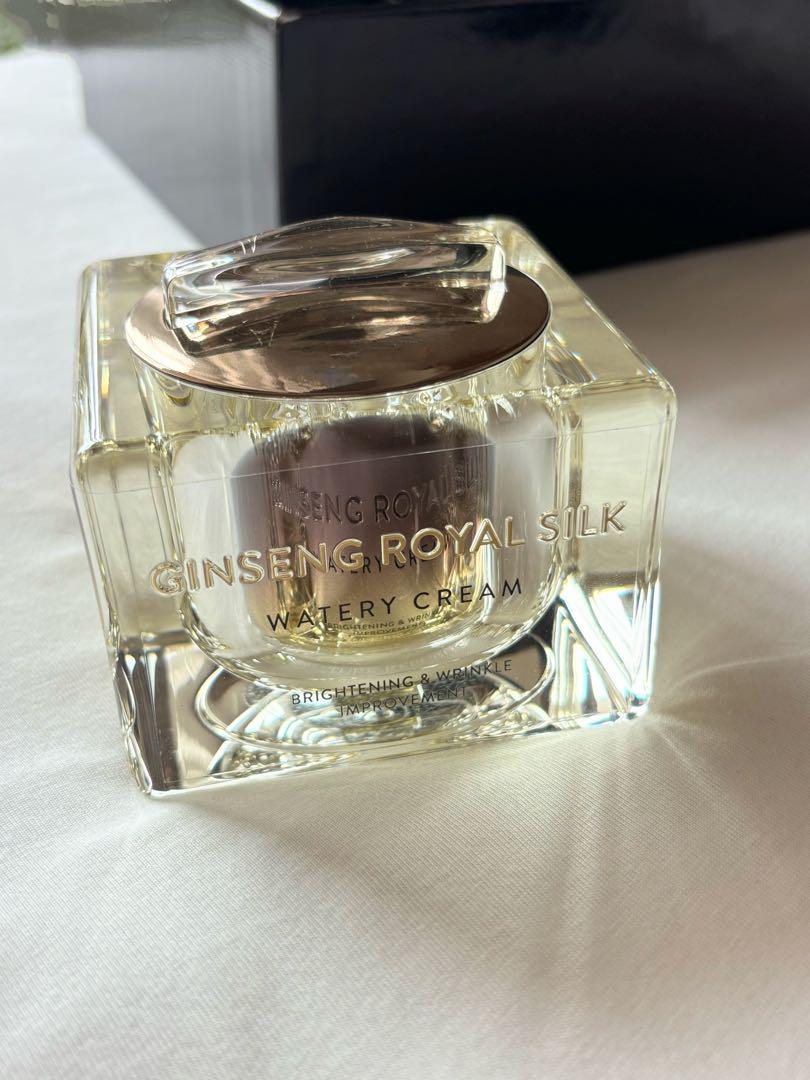 GINSENG ROYAL SILK
WATERY CREAM
BRIGHTENING & WRINKLE
IMPROVEMENT